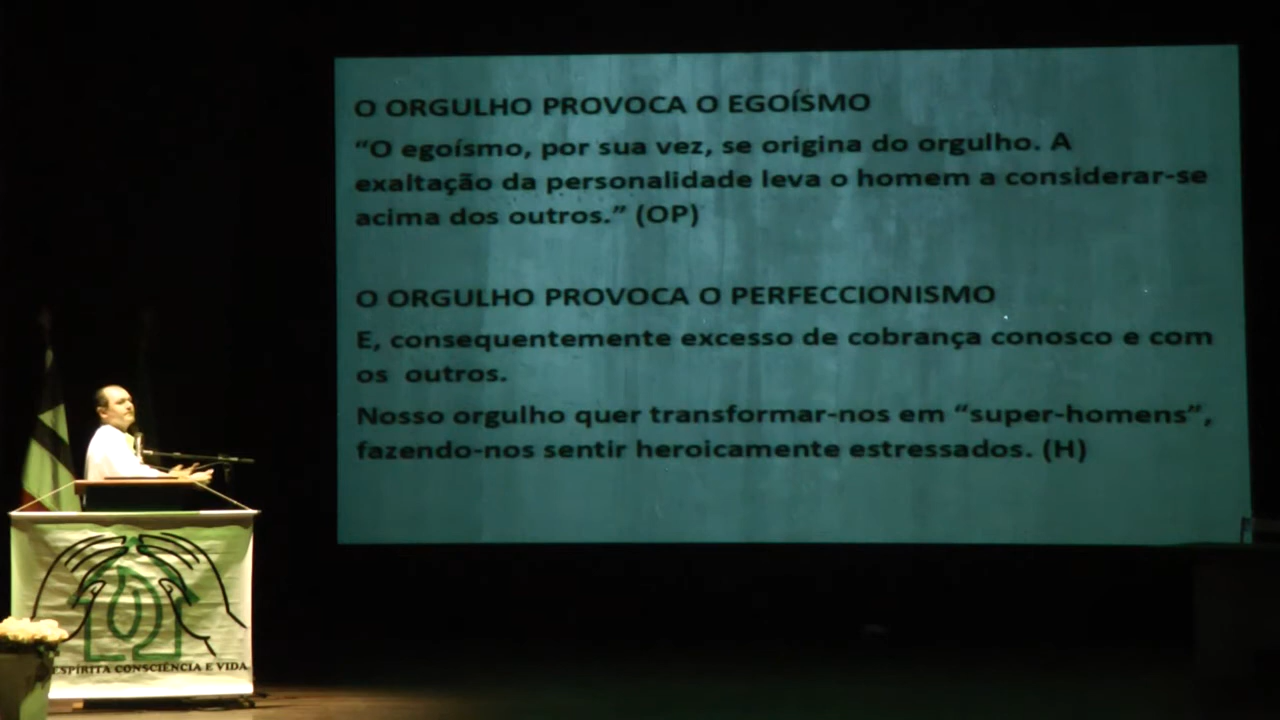 O ORGULHO PROVOCA O EGOÍSMO
“O egoísmo, por sua vez, se origina do orgulho. A
exaltação da personalidade leva o homem a considerar-se
acima dos outros.” (OP)
O ORGULHO PROVOCA O PERFECCIONISMO
E, consequentemente excesso de cobrança conosco e com
os outros.
Nosso orgulho quer transformar-nos em “super-homens”,
fazendo-nos sentir heroicamente estressados. (H)
ESPÍRITA CONSCIÊNCIA E VIDA